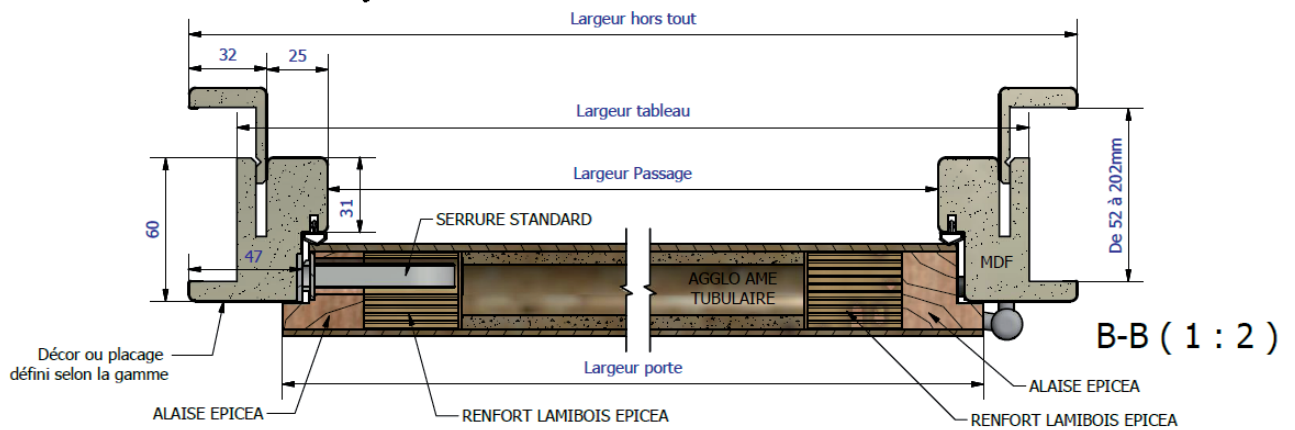 Largeur hors tout
32
25
Largeur tableau
De 52 à 202mm
Largeur Passage
60
31
SERRURE STANDARD
47
MDF
AGGLO AME
TUBULAIRE
B-B ( 1 : 2 )
Décor ou placage
défini selon la gamme
Largeur porte
ALAISE EPICEA
ALAISE EPICEA
RENFORT LAMIBOIS EPICEA
RENFORT LAMIBOIS EPICEA